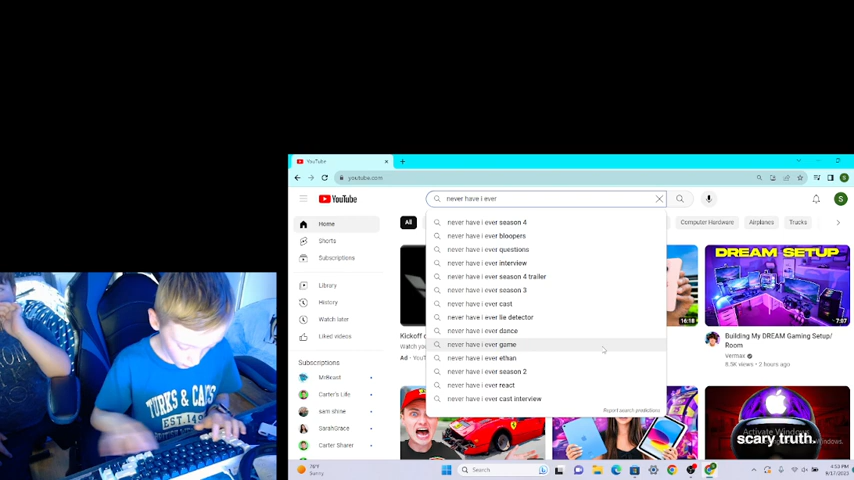 YouTube
youtube.com
YouTube
never have i ever
S
Home
Shorts
Subscriptions
Library
History
Watch later
Liked videos
Subscriptions
MrBeast
Carter's Life
sam shine
SarahGrace
Carter Sharer
All
Computer Hardware
Airplanes
Tracks
never have i ever season 4
never have i ever bloopers
never have i ever questions
never have i ever interview
never have i ever season 4 trailer
never have i ever season 3
never have i ever cast
never have i ever lie detector
never have i ever dance
never have i ever game
never have i ever ethan
never have i ever season 2
never have i ever react
never have i ever cast interview
Report search predictions
Kickoff
Watch
Ad
16:18
DREAM SETUP
7:07
Building My DREAM Gaming Setup/
Room
Vermax
8.5K views • 2 hours ago
scary truth.
Activate Windows
TURKS &
CAICOS
EST.
Sunny
Search
4:53 PM